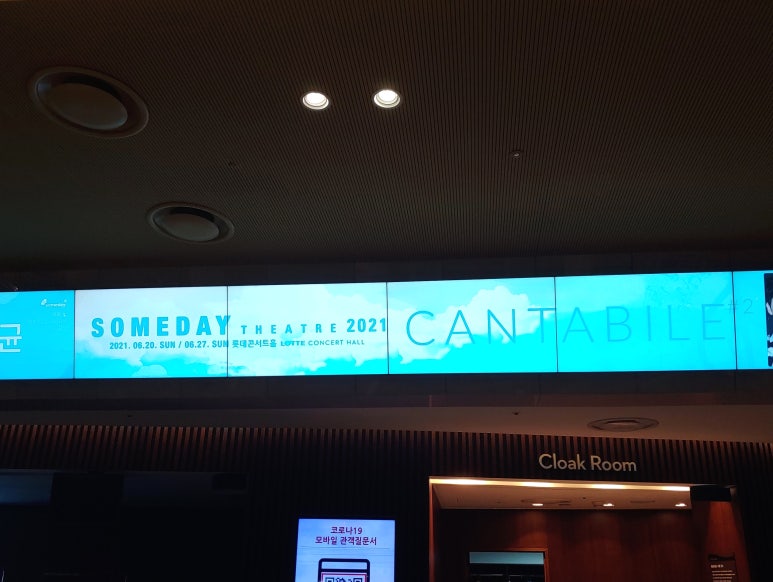 균
SOMEDAY THEATRE 2021
2021. 06.20. SUN / 06.27. SUN 롯데콘서트홀 LOTTE CONCERT HALL
CANTABILE #2
Cloak Room
코로나19
모바일 관객질문서